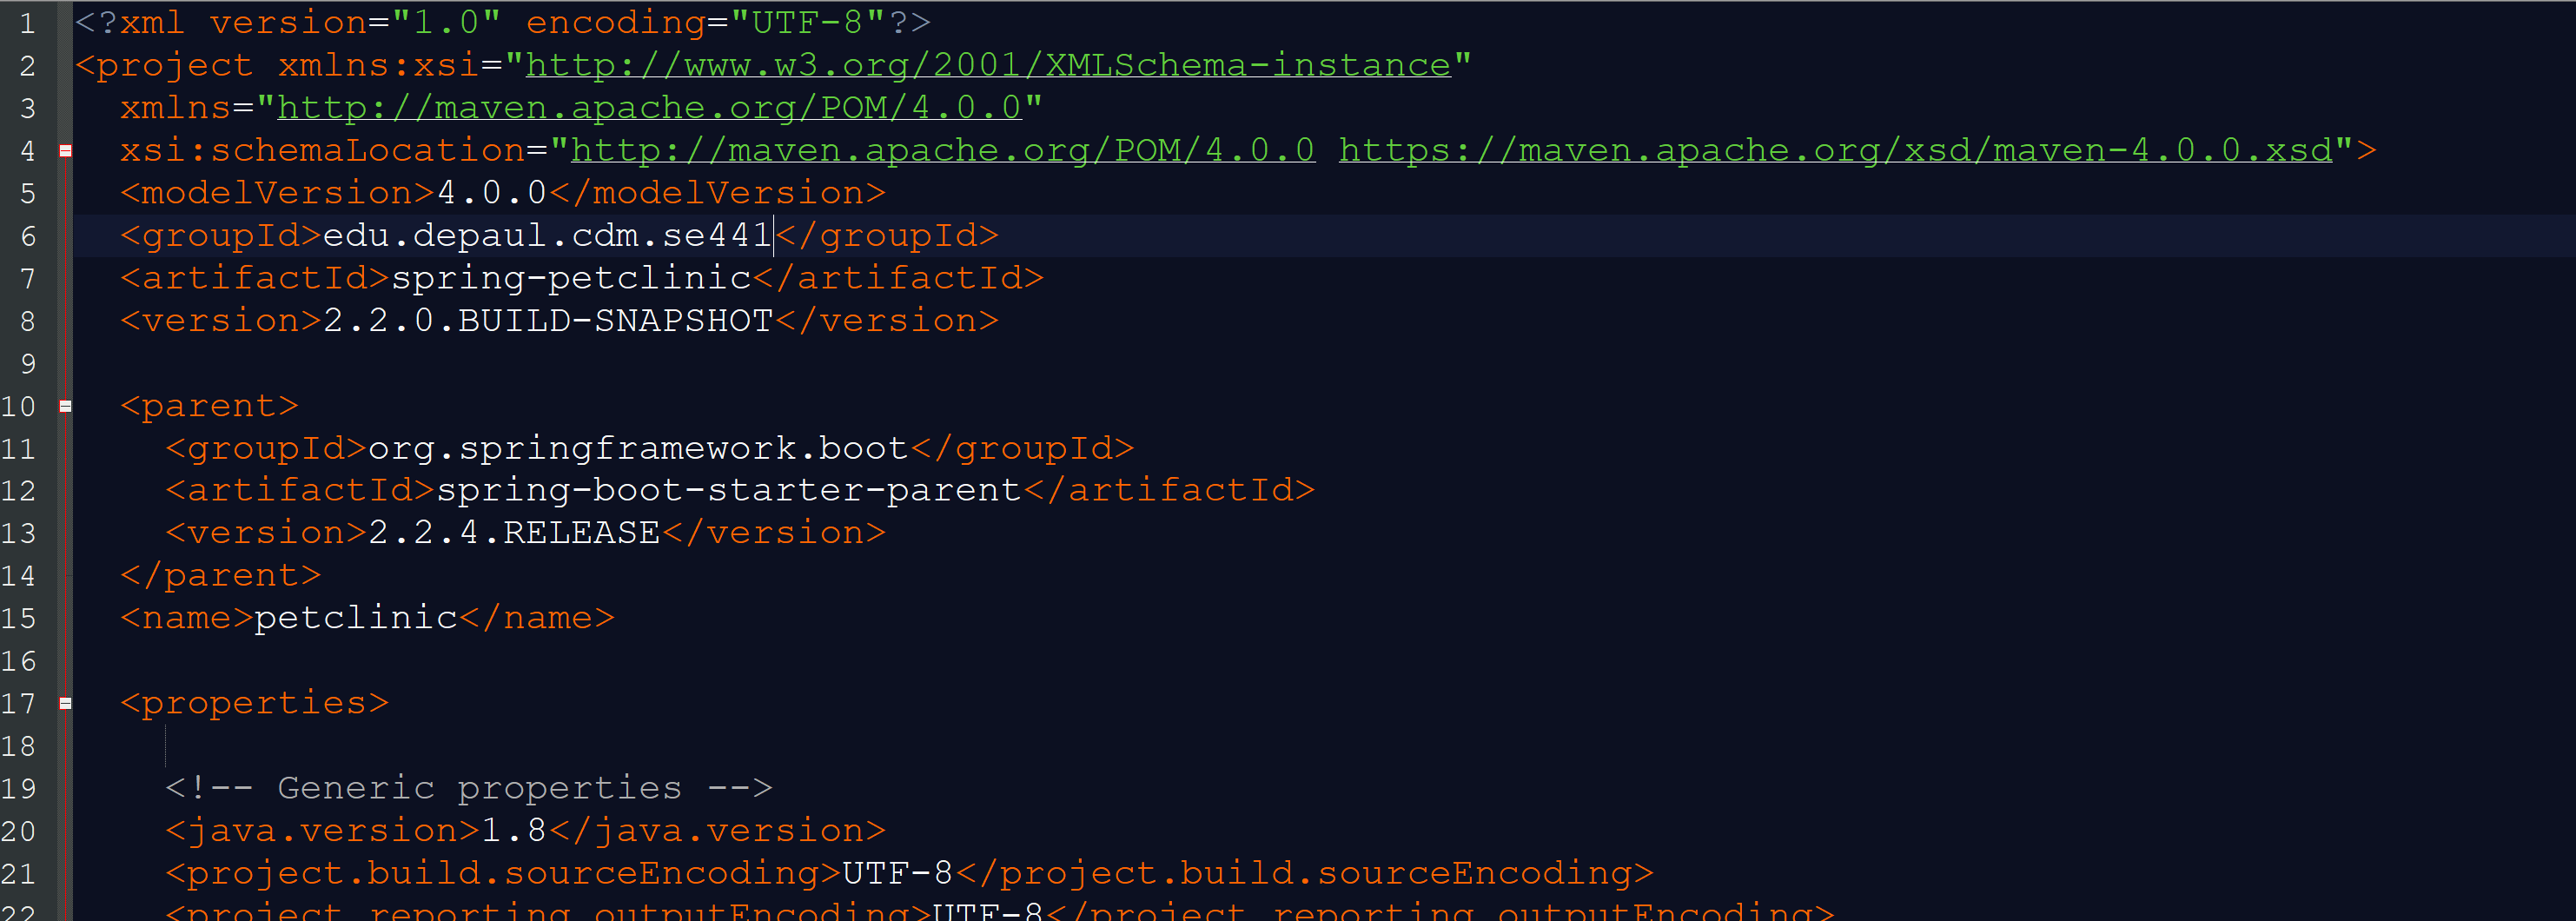 1 <?xml version="1.0" encoding="UTF-8"?>
2 <project xmlns:xsi="http://www.w3.org/2001/XMLSchema-instance"
3 xmlns="http://maven.apache.org/POM/4.0.0"
4 xsi:schemaLocation="http://maven.apache.org/POM/4.0.0 https://maven.apache.org/xsd/maven-4.0.0.xsd">
5 <modelVersion>4.0.0</modelVersion>
6 <groupId>edu.depaul.cdm.se441</groupId>
7 <artifactId>spring-petclinic</artifactId>
8 <version>2.2.0.BUILD-SNAPSHOT</version>
9
10 <parent>
11 <groupId>org.springframework.boot</groupId>
12 <artifactId>spring-boot-starter-parent</artifactId>
13 <version>2.2.4.RELEASE</version>
14 </parent>
15 <name>petclinic</name>
16
17 <properties>
18
19 <!-- Generic properties -->
20 <java.version>1.8</java.version>
21 <project.build.sourceEncoding>UTF-8</project.build.sourceEncoding>
22 <project.reporting.outputEncoding>UTF-8</project.reporting.outputEncoding>